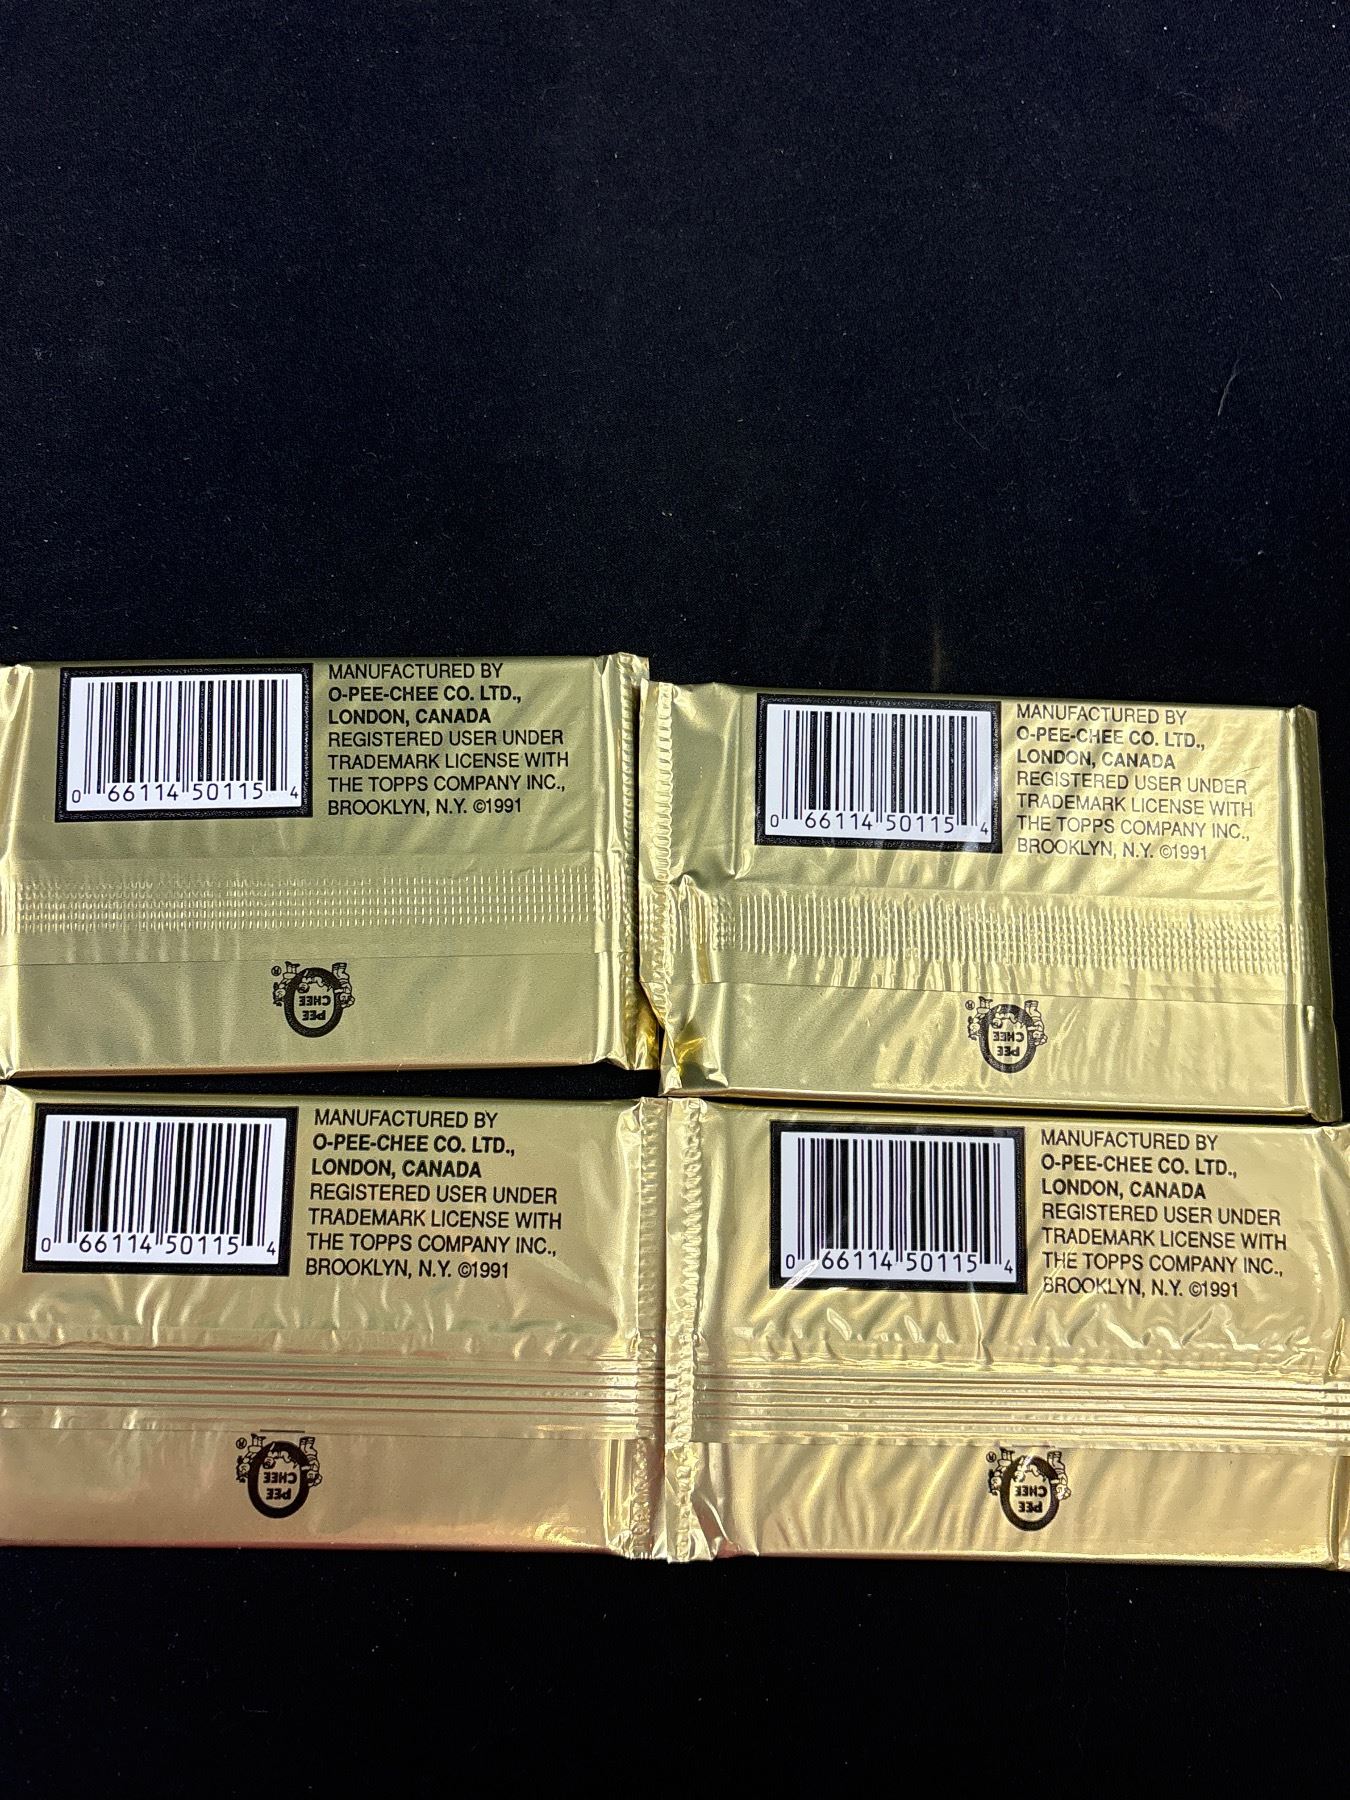 MANUFACTURED BY
O-PEE-CHEE CO. LTD.,
LONDON, CANADA
REGISTERED USER UNDER
TRADEMARK LICENSE WITH
THE TOPPS COMPANY INC.,
BROOKLYN, N.Y. ©1991
0 66114 50115 4
O
PEE
CHEE
®
MANUFACTURED BY
O-PEE-CHEE CO. LTD.,
LONDON, CANADA
REGISTERED USER UNDER
TRADEMARK LICENSE WITH
THE TOPPS COMPANY INC.,
BROOKLYN, N.Y. ©1991
0 66114 50115 4
O
PEE
CHEE
®
MANUFACTURED BY
O-PEE-CHEE CO. LTD.,
LONDON, CANADA
REGISTERED USER UNDER
TRADEMARK LICENSE WITH
THE TOPPS COMPANY INC.,
BROOKLYN, N.Y. ©1991
0 66114 50115 4
O
PEE
CHEE
®
MANUFACTURED BY
O-PEE-CHEE CO. LTD.,
LONDON, CANADA
REGISTERED USER UNDER
TRADEMARK LICENSE WITH
THE TOPPS COMPANY INC.,
BROOKLYN, N.Y. ©1991
0 66114 50115 4
O
PEE
CHEE
®